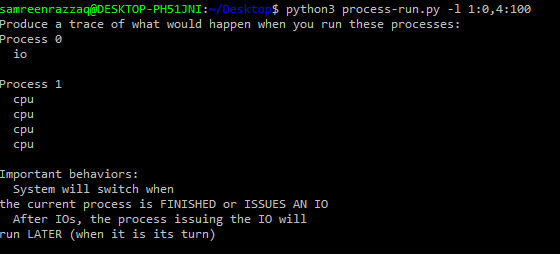 samreenrazzaq@DESKTOP-PH51JNI:~/Desktop$ python3 process-run.py -l 1:0,4:100
Produce a trace of what would happen when you run these processes:
Process 0
  io

Process 1
  cpu
  cpu
  cpu
  cpu

Important behaviors:
  System will switch when
the current process is FINISHED or ISSUES AN IO
  After IOs, the process issuing the IO will
run LATER (when it is its turn)